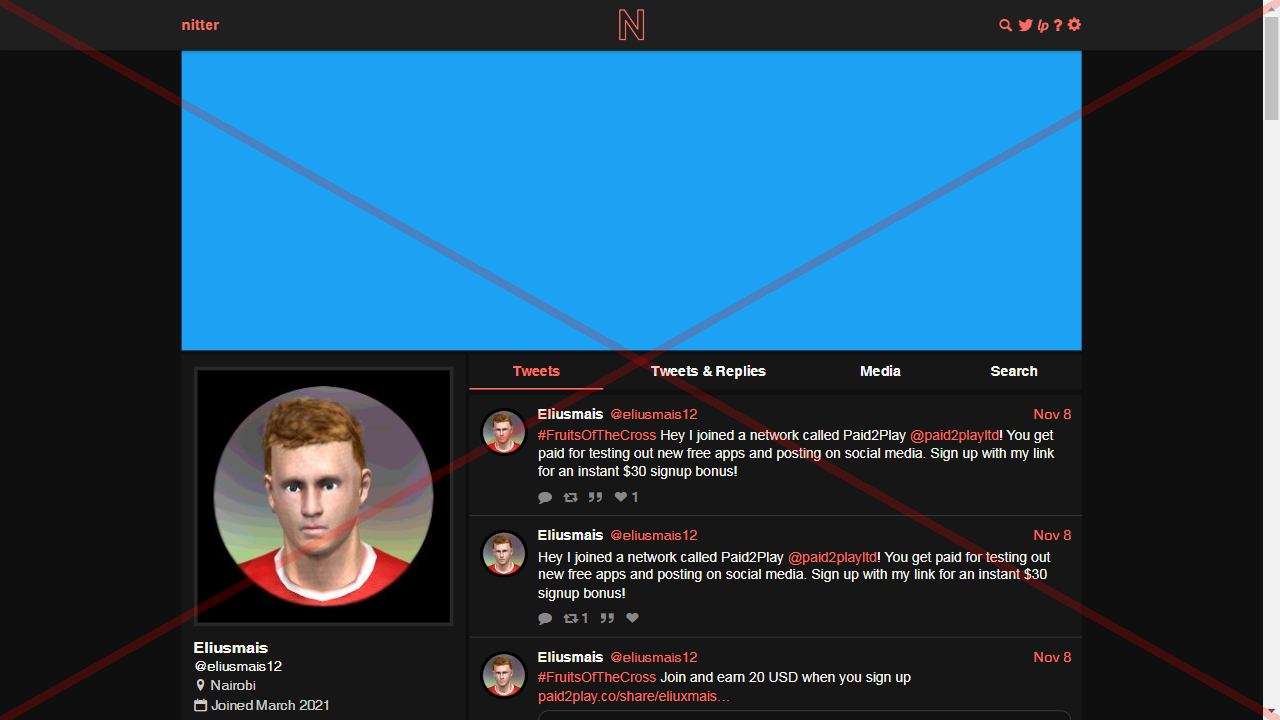 nitter
N
lp ?
Tweets
Tweets & Replies
Media
Search
Eliusmais @eliusmais12 Nov 8
#FruitsOfTheCross Hey I joined a network called Paid2Play @paid2playltd! You get
paid for testing out new free apps and posting on social media. Sign up with my link
for an instant $30 signup bonus!
1
Eliusmais @eliusmais12 Nov 8
Hey I joined a network called Paid2Play @paid2playltd! You get paid for testing out
new free apps and posting on social media. Sign up with my link for an instant $30
signup bonus!
1
Eliusmais @eliusmais12 Nov 8
#FruitsOfTheCross Join and earn 20 USD when you sign up
paid2play.co/share/eliuxmais…
Eliusmais
@eliusmais12
Nairobi
Joined March 2021